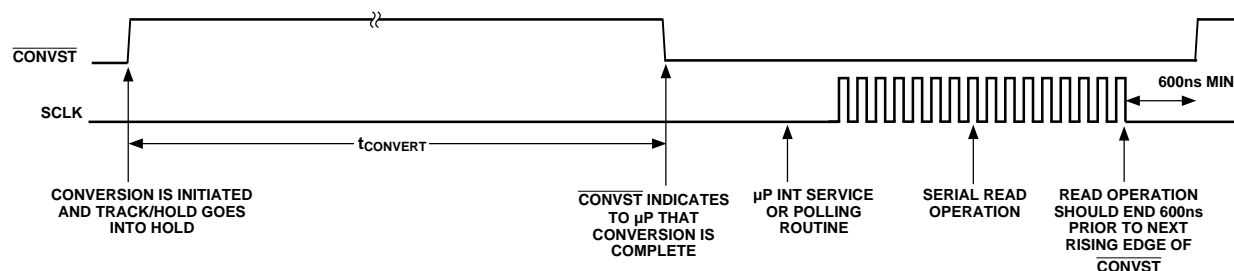 CONVST
SCLK
600ns MIN
tCONVERT
CONVERSION IS INITIATED
AND TRACK/HOLD GOES
INTO HOLD
CONVST INDICATES
TO µP THAT
CONVERSION IS
COMPLETE
µP INT SERVICE
OR POLLING
ROUTINE
SERIAL READ
OPERATION
READ OPERATION
SHOULD END 600ns
PRIOR TO NEXT
RISING EDGE OF
CONVST